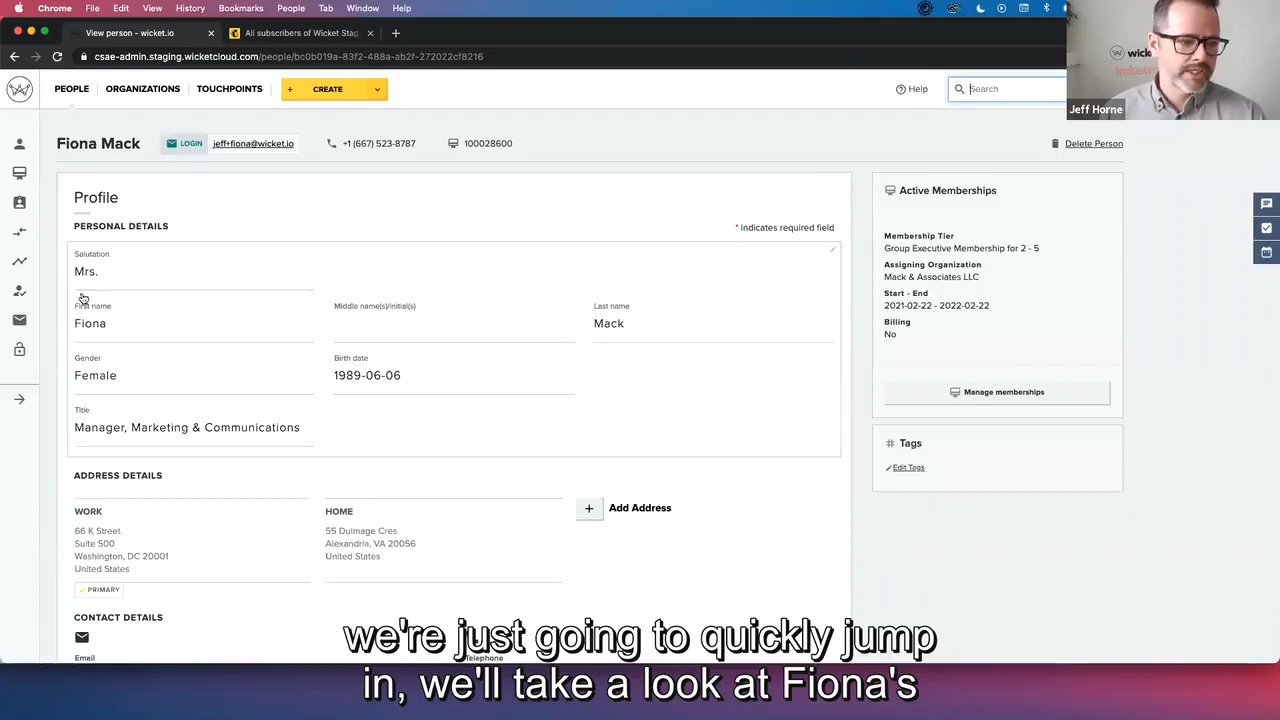 Chrome File Edit View History Bookmarks People Tab Window Help
View person - wicket.io
All subscribers of Wicket Stag
csae-admin.staging.wicketcloud.com/people/bc0b019a-83f2-488a-ab2f-272022cf8216
PEOPLE ORGANIZATIONS TOUCHPOINTS + CREATE
Help
Search
Jeff Horne
Fiona Mack
LOGIN jeff+fiona@wicket.io
+1 (667) 523-8787
100028600
Delete Person
Profile
PERSONAL DETAILS
* indicates required field
Salutation
Mrs.
First name Middle name(s)/initial(s) Last name
Fiona Mack
Gender Birth date
Female 1989-06-06
Title
Manager, Marketing & Communications
ADDRESS DETAILS
WORK
66 K Street
Suite 500
Washington, DC 20001
United States
PRIMARY
HOME
55 Dulmage Cres
Alexandria, VA 20056
United States
+ Add Address
CONTACT DETAILS
Email
Active Memberships
Membership Tier
Group Executive Membership for 2 - 5
Assigning Organization
Mack & Associates LLC
Start - End
2021-02-22 - 2022-02-22
Billing
No
Manage memberships
# Tags
Edit Tags
we're just going to quickly jump
in, we'll take a look at Fiona's